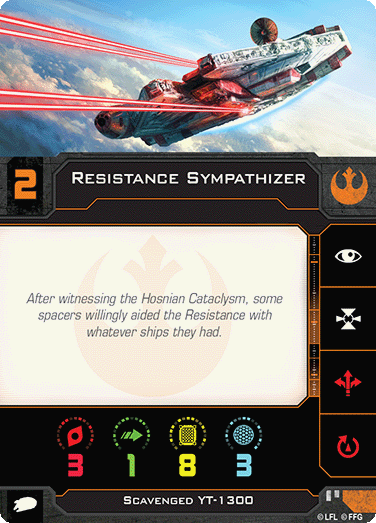 2 Resistance Sympathizer
After witnessing the Hosnian Cataclysm, some
spacers willingly aided the Resistance with
whatever ships they had.
3 1 8 3
Scavenged YT-1300
© LFL © FFG